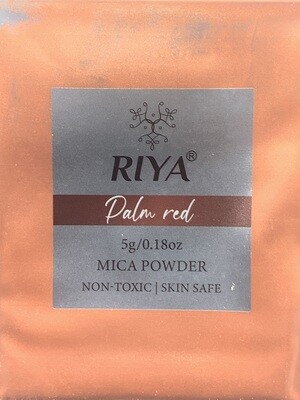 RIYA®
Palm red
5g/0.18oz
MICA POWDER
NON-TOXIC | SKIN SAFE